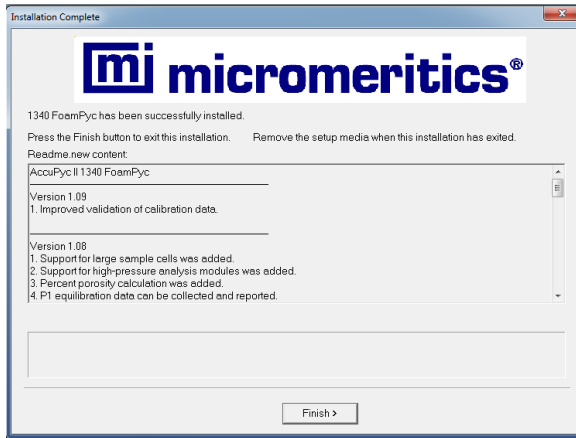 Installation Complete
mi micromeritics®
1340 FoamPyc has been successfully installed.
Press the Finish button to exit this installation. Remove the setup media when this installation has exited.
Readme.new content:
AccuPyc II 1340 FoamPyc
Version 1.09
1. Improved validation of calibration data.
Version 1.08
1. Support for large sample cells was added.
2. Support for high-pressure analysis modules was added.
3. Percent porosity calculation was added.
4. P1 equilibration data can be collected and reported.
Finish >